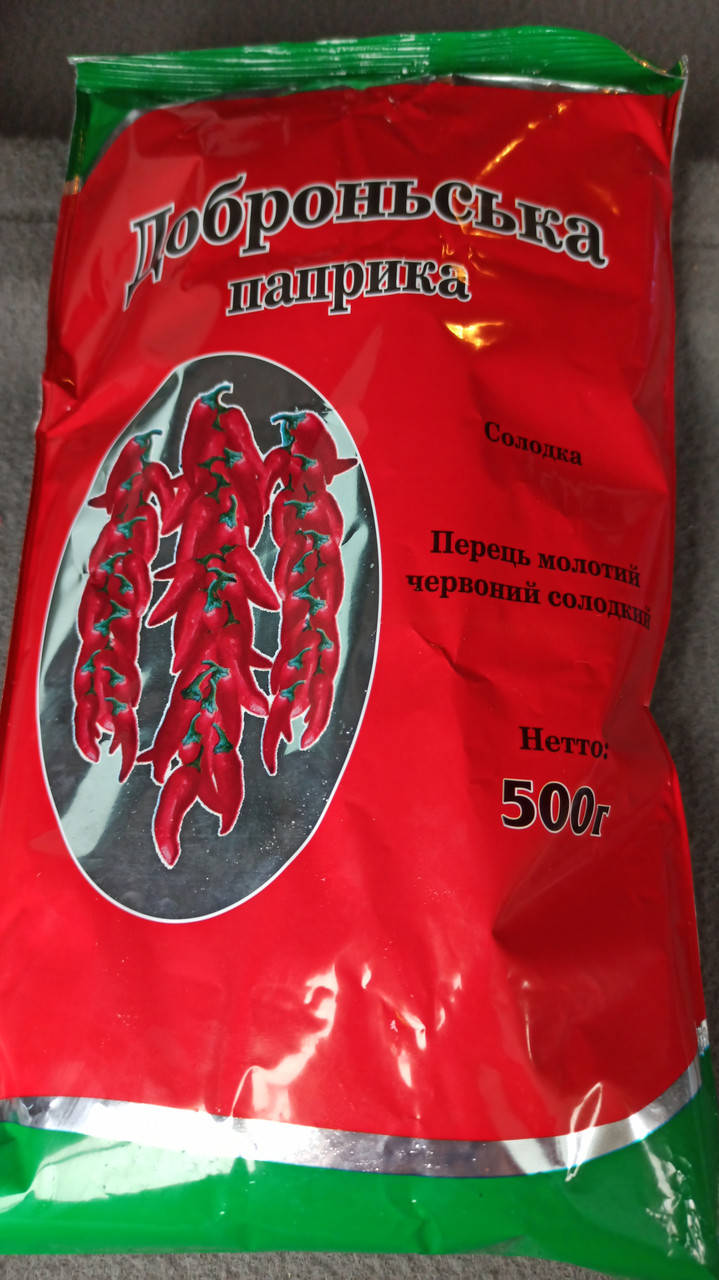 Доброньська
паприка
Солодка
Перець молотий
червоний солодкий
Нетто:
500г